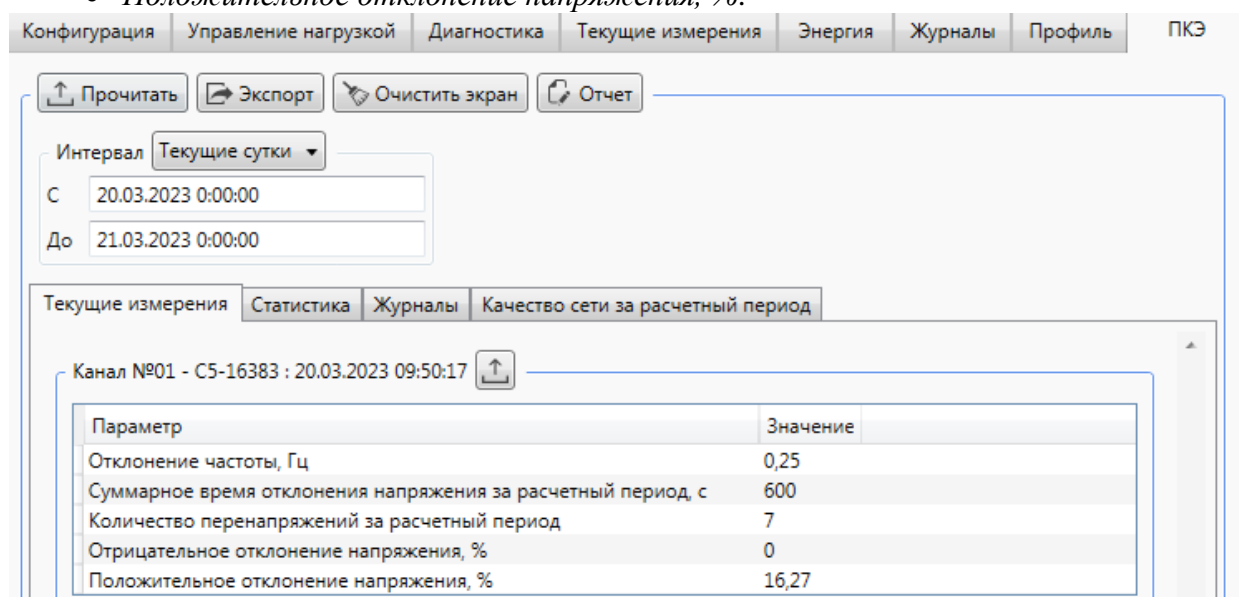 • Положительное отклонение напряжения, %.
Конфигурация Управление нагрузкой Диагностика Текущие измерения Энергия Журналы Профиль ПКЭ
Прочитать Экспорт Очистить экран Отчет
Интервал Текущие сутки
С 20.03.2023 0:00:00
До 21.03.2023 0:00:00
Текущие измерения Статистика Журналы Качество сети за расчетный период
Канал №01 - C5-16383 : 20.03.2023 09:50:17
Параметр Значение
Отклонение частоты, Гц 0,25
Суммарное время отклонения напряжения за расчетный период, с 600
Количество перенапряжений за расчетный период 7
Отрицательное отклонение напряжения, % 0
Положительное отклонение напряжения, % 16,27